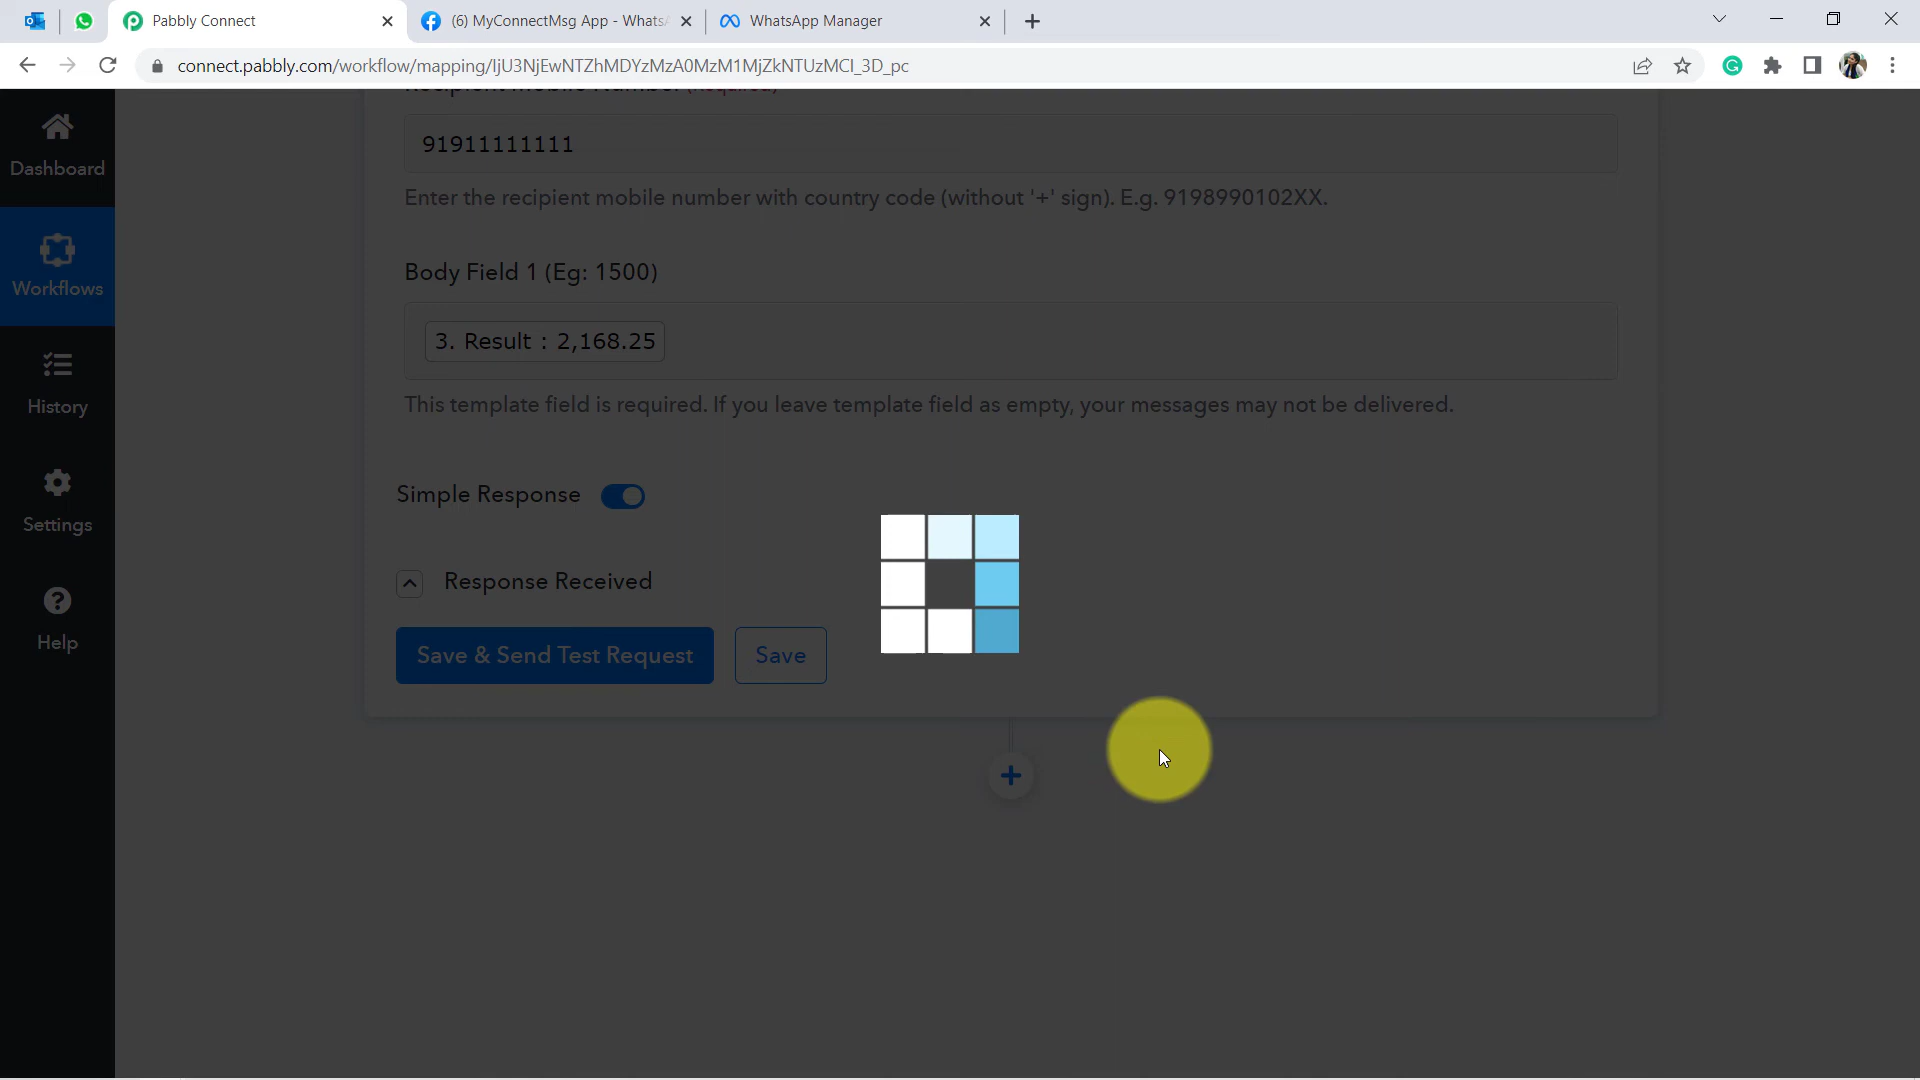 Pabbly Connect
(6) MyConnectMsg App - Whats
WhatsApp Manager
connect.pabbly.com/workflow/mapping/IjU3NjEwNTZhMDYzMzA0MzM1MjZkNTUzMCI_3D_pc
Dashboard
Workflows
History
Settings
Help
Recipient Mobile Number (Required)
91911111111
Enter the recipient mobile number with country code (without '+' sign). E.g. 9198990102XX.
Body Field 1 (Eg: 1500)
3. Result : 2,168.25
This template field is required. If you leave template field as empty, your messages may not be delivered.
Simple Response
Response Received
Save & Send Test Request
Save